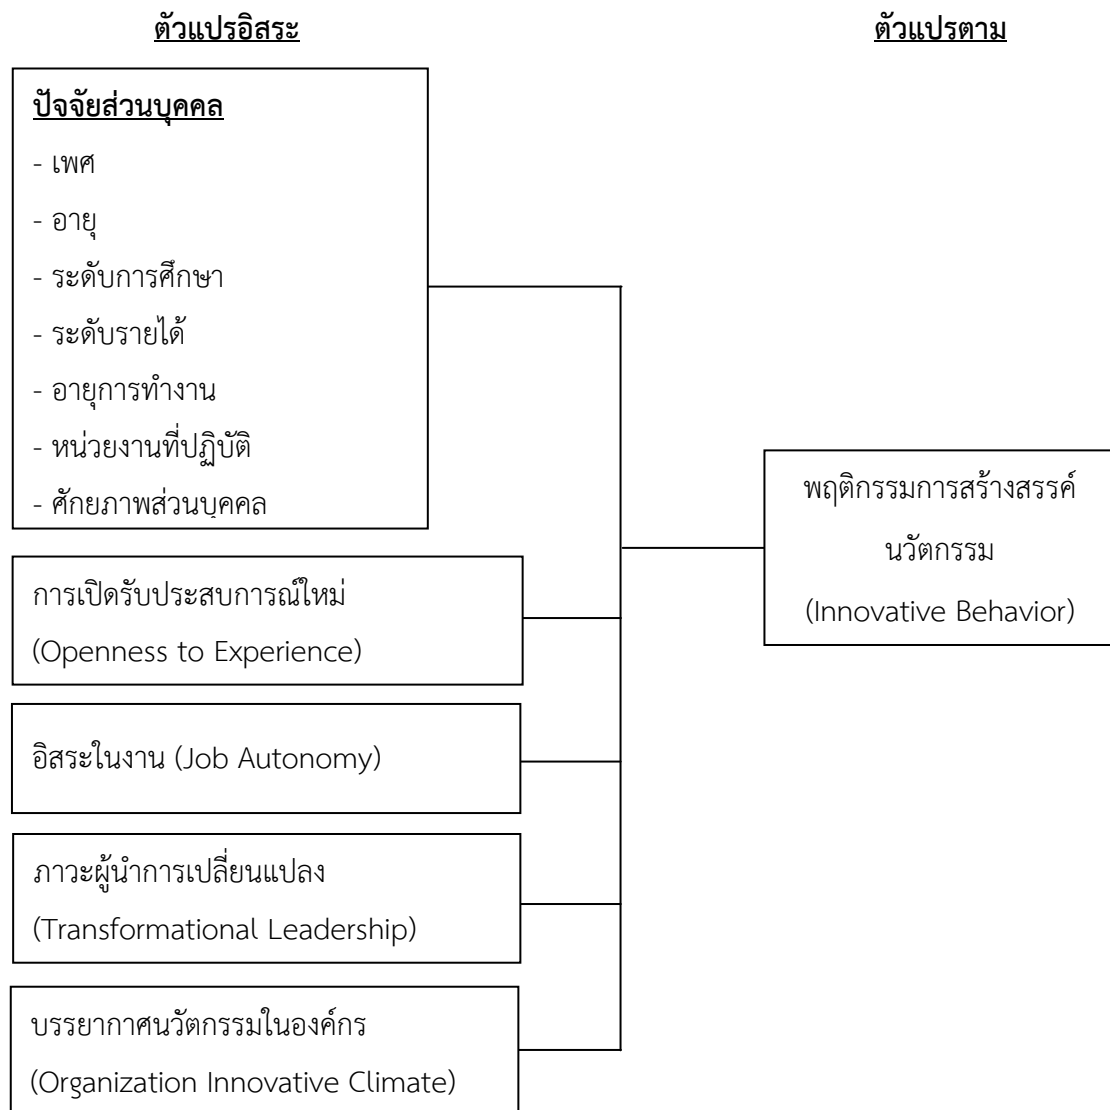 ตัวแปรอิสระ
ตัวแปรตาม
ปัจจัยส่วนบุคคล
- เพศ
- อายุ
- ระดับการศึกษา
- ระดับรายได้
- อายุการทำงาน
- หน่วยงานที่ปฏิบัติ
- ศักยภาพส่วนบุคคล
การเปิดรับประสบการณ์ใหม่
(Openness to Experience)
อิสระในงาน (Job Autonomy)
ภาวะผู้นำการเปลี่ยนแปลง
(Transformational Leadership)
บรรยากาศนวัตกรรมในองค์กร
(Organization Innovative Climate)
พฤติกรรมการสร้างสรรค์
นวัตกรรม
(Innovative Behavior)